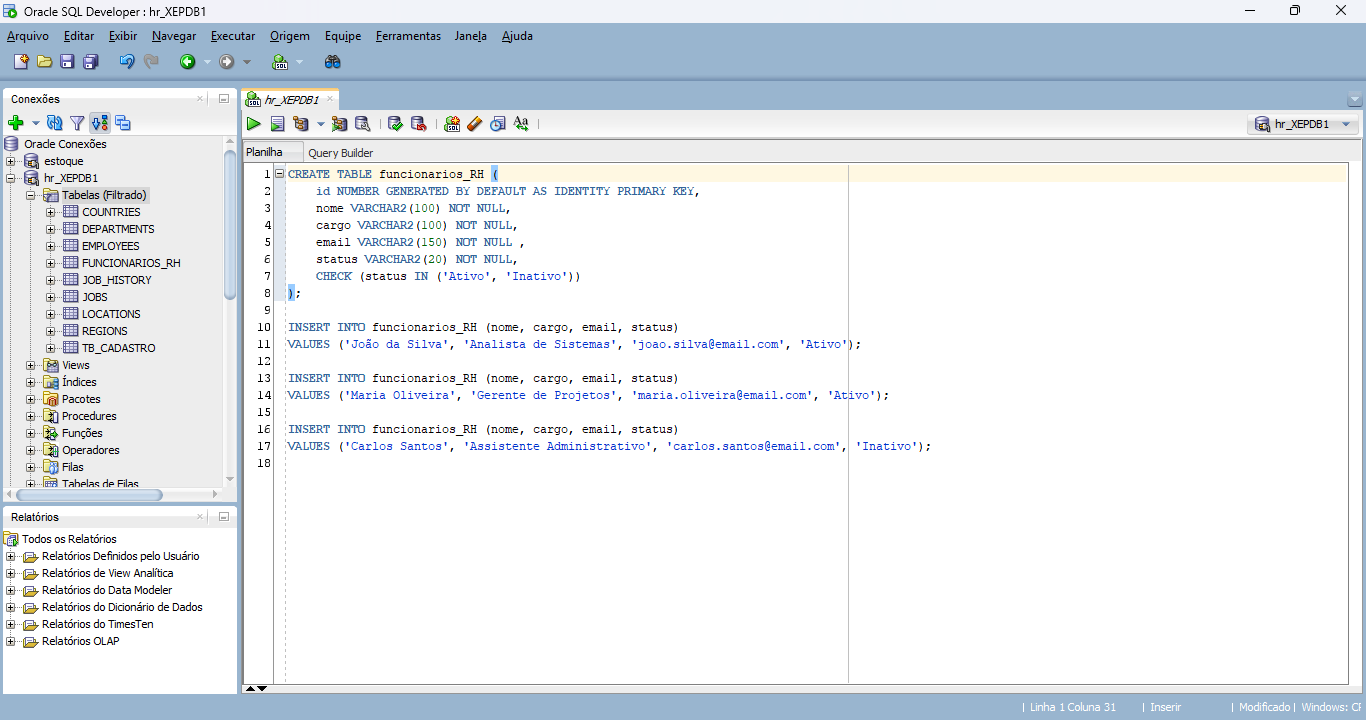 Oracle SQL Developer : hr_XEPDB1
Arquivo Editar Exibir Navegar Executar Origem Equipe Ferramentas Janela Ajuda
Conexões
Oracle Conexões
estoque
hr_XEPDB1
Tabelas (Filtrado)
COUNTRIES
DEPARTMENTS
EMPLOYEES
FUNCIONARIOS_RH
JOB_HISTORY
JOBS
LOCATIONS
REGIONS
TB_CADASTRO
Views
Índices
Pacotes
Procedures
Funções
Operadores
Filas
Tabelas de Filas
Relatórios
Todos os Relatórios
Relatórios Definidos pelo Usuário
Relatórios de View Analítica
Relatórios do Data Modeler
Relatórios do Dicionário de Dados
Relatórios do TimesTen
Relatórios OLAP
hr_XEPDB1
hr_XEPDB1
Planilha Query Builder
1 CREATE TABLE funcionarios_RH (
2 id NUMBER GENERATED BY DEFAULT AS IDENTITY PRIMARY KEY,
3 nome VARCHAR2(100) NOT NULL,
4 cargo VARCHAR2(100) NOT NULL,
5 email VARCHAR2(150) NOT NULL ,
6 status VARCHAR2(20) NOT NULL,
7 CHECK (status IN ('Ativo', 'Inativo'))
8 );
9
10 INSERT INTO funcionarios_RH (nome, cargo, email, status)
11 VALUES ('João da Silva', 'Analista de Sistemas', 'joao.silva@email.com', 'Ativo');
12
13 INSERT INTO funcionarios_RH (nome, cargo, email, status)
14 VALUES ('Maria Oliveira', 'Gerente de Projetos', 'maria.oliveira@email.com', 'Ativo');
15
16 INSERT INTO funcionarios_RH (nome, cargo, email, status)
17 VALUES ('Carlos Santos', 'Assistente Administrativo', 'carlos.santos@email.com', 'Inativo');
18
| Linha 1 Coluna 31 | Inserir | Modificado | Windows: